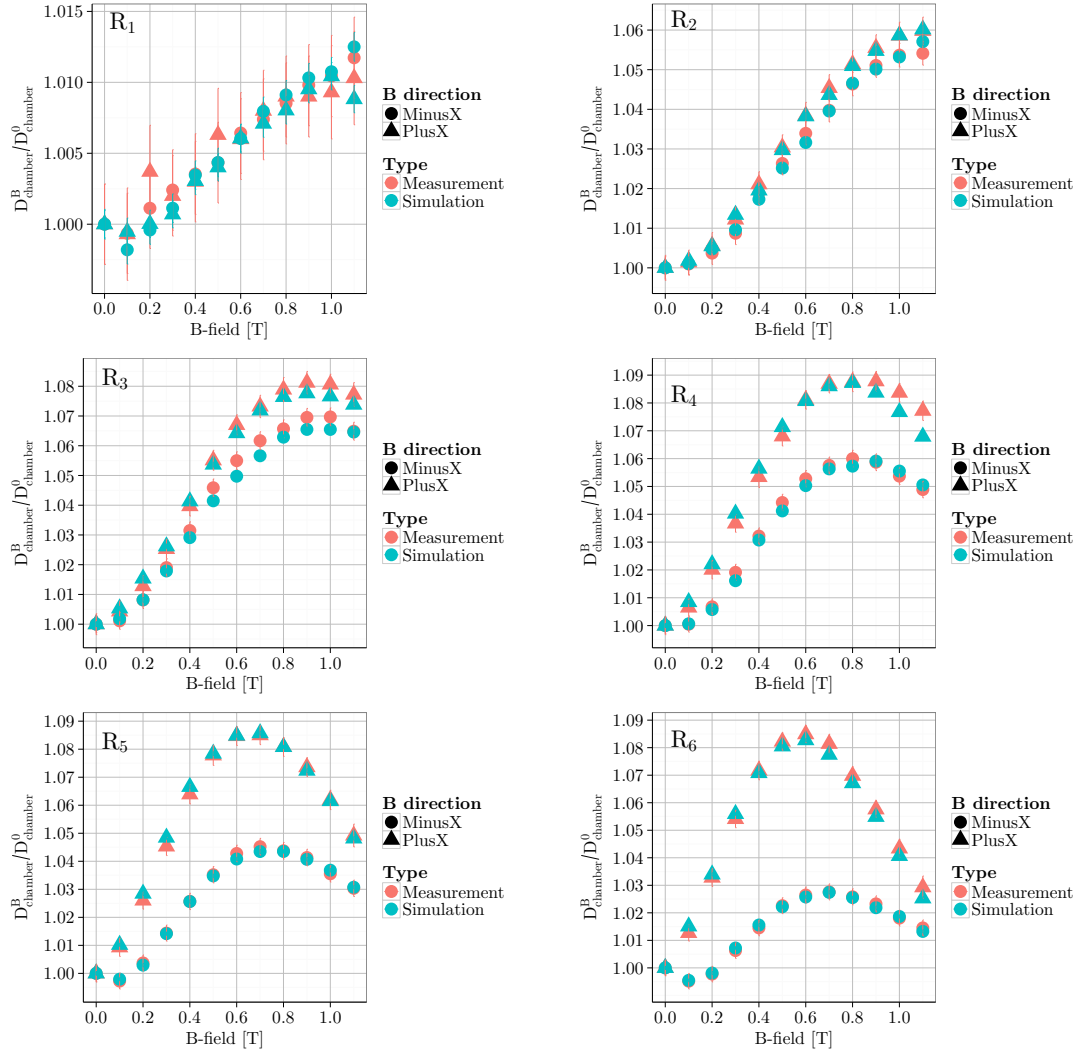 R1
1.015
1.010
1.005
1.000
D^B_chamber/D^0_chamber
0.0 0.2 0.4 0.6 0.8 1.0
B-field [T]
B direction
MinusX
PlusX
Type
Measurement
Simulation
R2
1.06
1.05
1.04
1.03
1.02
1.01
1.00
D^B_chamber/D^0_chamber
0.0 0.2 0.4 0.6 0.8 1.0
B-field [T]
B direction
MinusX
PlusX
Type
Measurement
Simulation
R3
1.08
1.07
1.06
1.05
1.04
1.03
1.02
1.01
1.00
D^B_chamber/D^0_chamber
0.0 0.2 0.4 0.6 0.8 1.0
B-field [T]
B direction
MinusX
PlusX
Type
Measurement
Simulation
R4
1.09
1.08
1.07
1.06
1.05
1.04
1.03
1.02
1.01
1.00
D^B_chamber/D^0_chamber
0.0 0.2 0.4 0.6 0.8 1.0
B-field [T]
B direction
MinusX
PlusX
Type
Measurement
Simulation
R5
1.09
1.08
1.07
1.06
1.05
1.04
1.03
1.02
1.01
1.00
D^B_chamber/D^0_chamber
0.0 0.2 0.4 0.6 0.8 1.0
B-field [T]
B direction
MinusX
PlusX
Type
Measurement
Simulation
R6
1.09
1.08
1.07
1.06
1.05
1.04
1.03
1.02
1.01
1.00
D^B_chamber/D^0_chamber
0.0 0.2 0.4 0.6 0.8 1.0
B-field [T]
B direction
MinusX
PlusX
Type
Measurement
Simulation